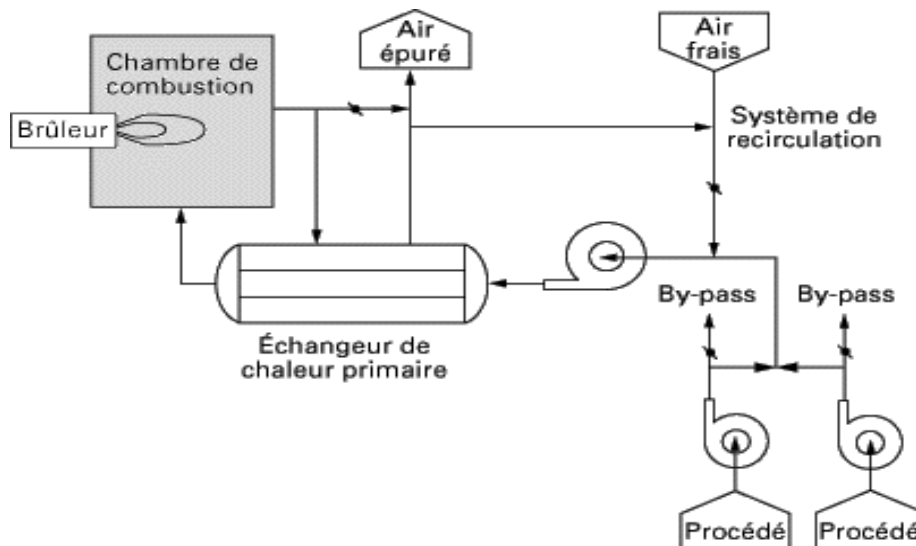 Air
épuré
Air
frais
Chambre de
combustion
Brûleur
Système de
recirculation
By-pass
By-pass
Échangeur de
chaleur primaire
Procédé
Procédé